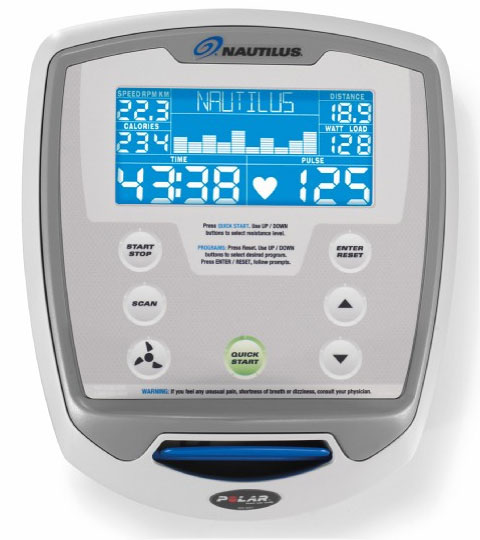 NAUTILUS
SPEED RPM KM
22.3
NAUTILUS
DISTANCE
18.9
CALORIES
234
WATT LOAD
128
TIME
43:38
PULSE
125
Press QUICK START. Use UP / DOWN
buttons to select resistance level.
PROGRAMS: Press Reset. Use UP / DOWN
buttons to select desired program.
Press ENTER / RESET, follow prompts.
START
STOP
ENTER
RESET
SCAN
QUICK
START
WARNING: If you feel any unusual pain, shortness of breath or dizziness, consult your physician.
POLAR